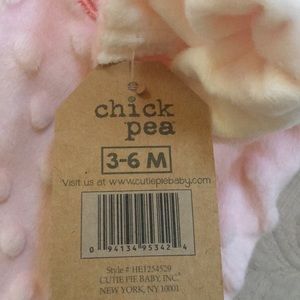 chick
pea
3-6 M
Visit us at www.cutiepiebaby.com
0 94134 95342 4
Style # HE1254529
CUTIE PIE BABY, INC.
NEW YORK, NY 10001